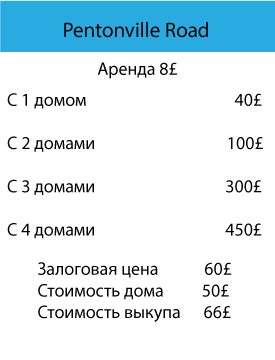 Pentonville Road
Аренда 8£
С 1 домом 40£
С 2 домами 100£
С 3 домами 300£
С 4 домами 450£
Залоговая цена 60£
Стоимость дома 50£
Стоимость выкупа 66£